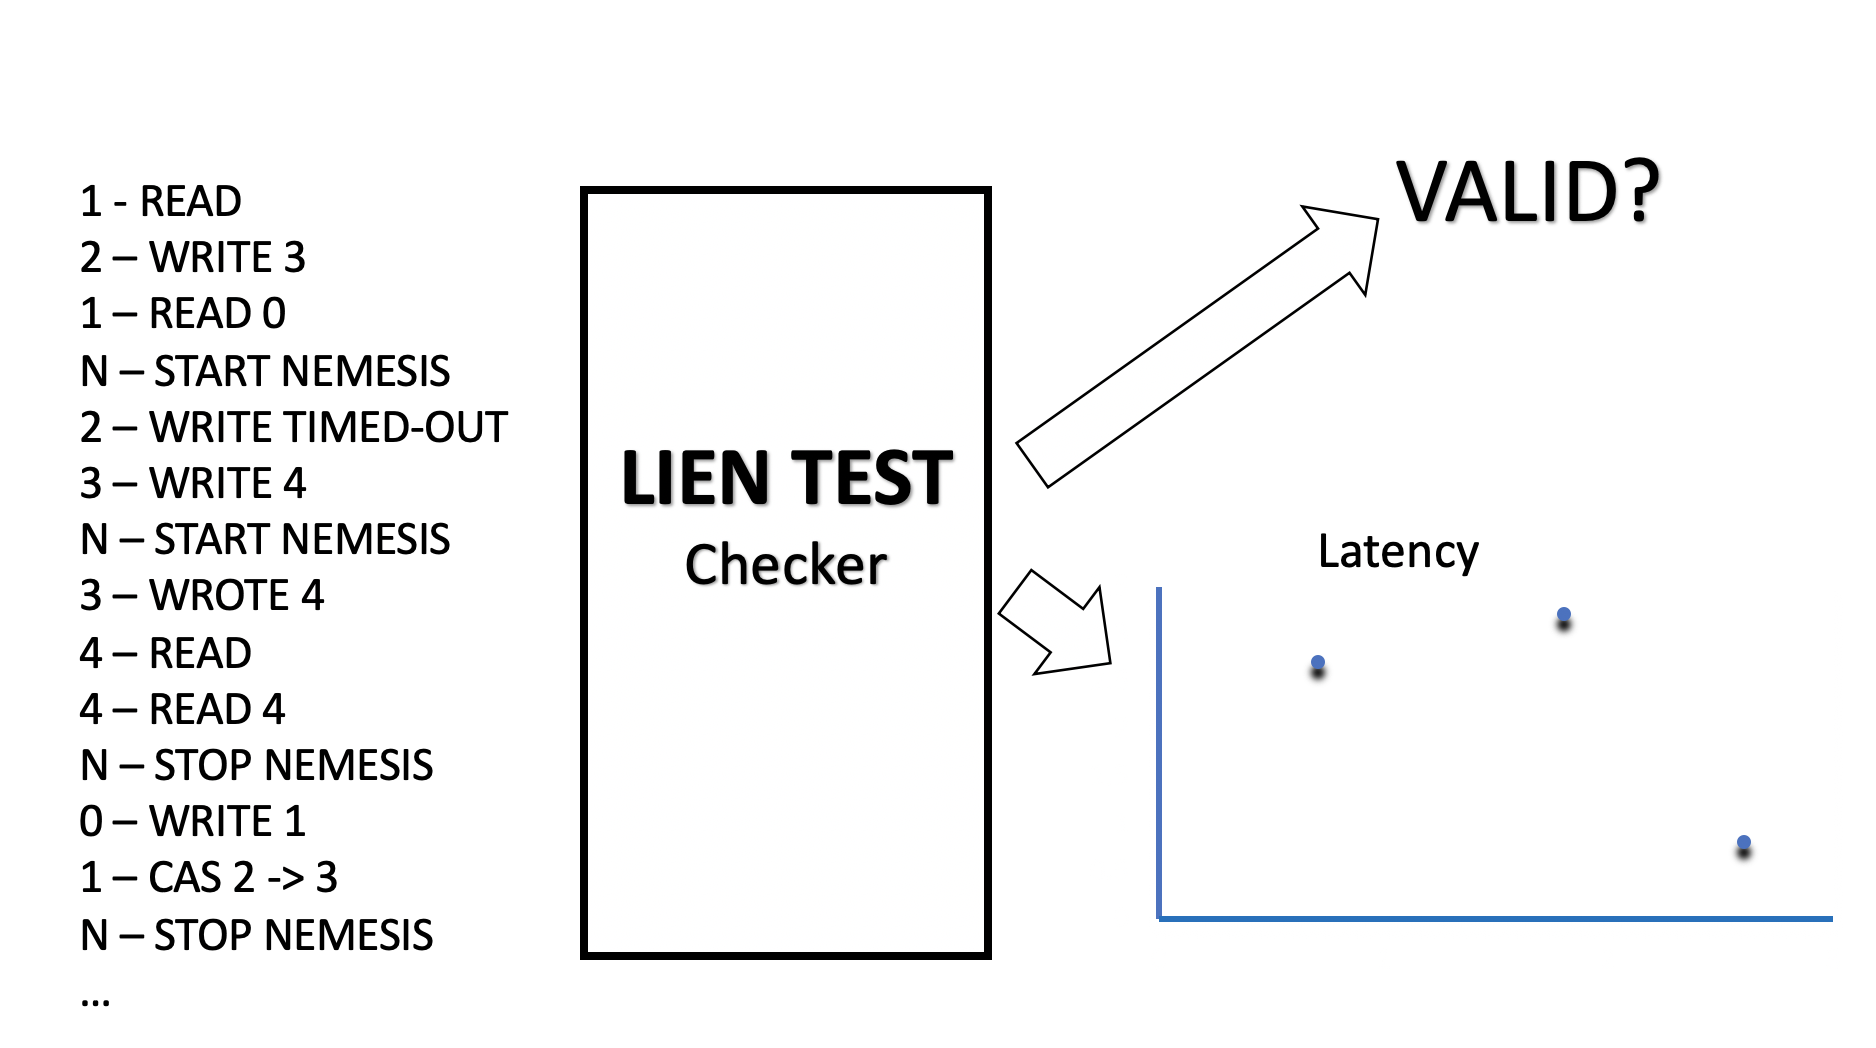 1 - READ
2 – WRITE 3
1 – READ 0
N – START NEMESIS
2 – WRITE TIMED-OUT
3 – WRITE 4
N – START NEMESIS
3 – WROTE 4
4 – READ
4 – READ 4
N – STOP NEMESIS
0 – WRITE 1
1 – CAS 2 -> 3
N – STOP NEMESIS
...
LIEN TEST
Checker
VALID?
Latency